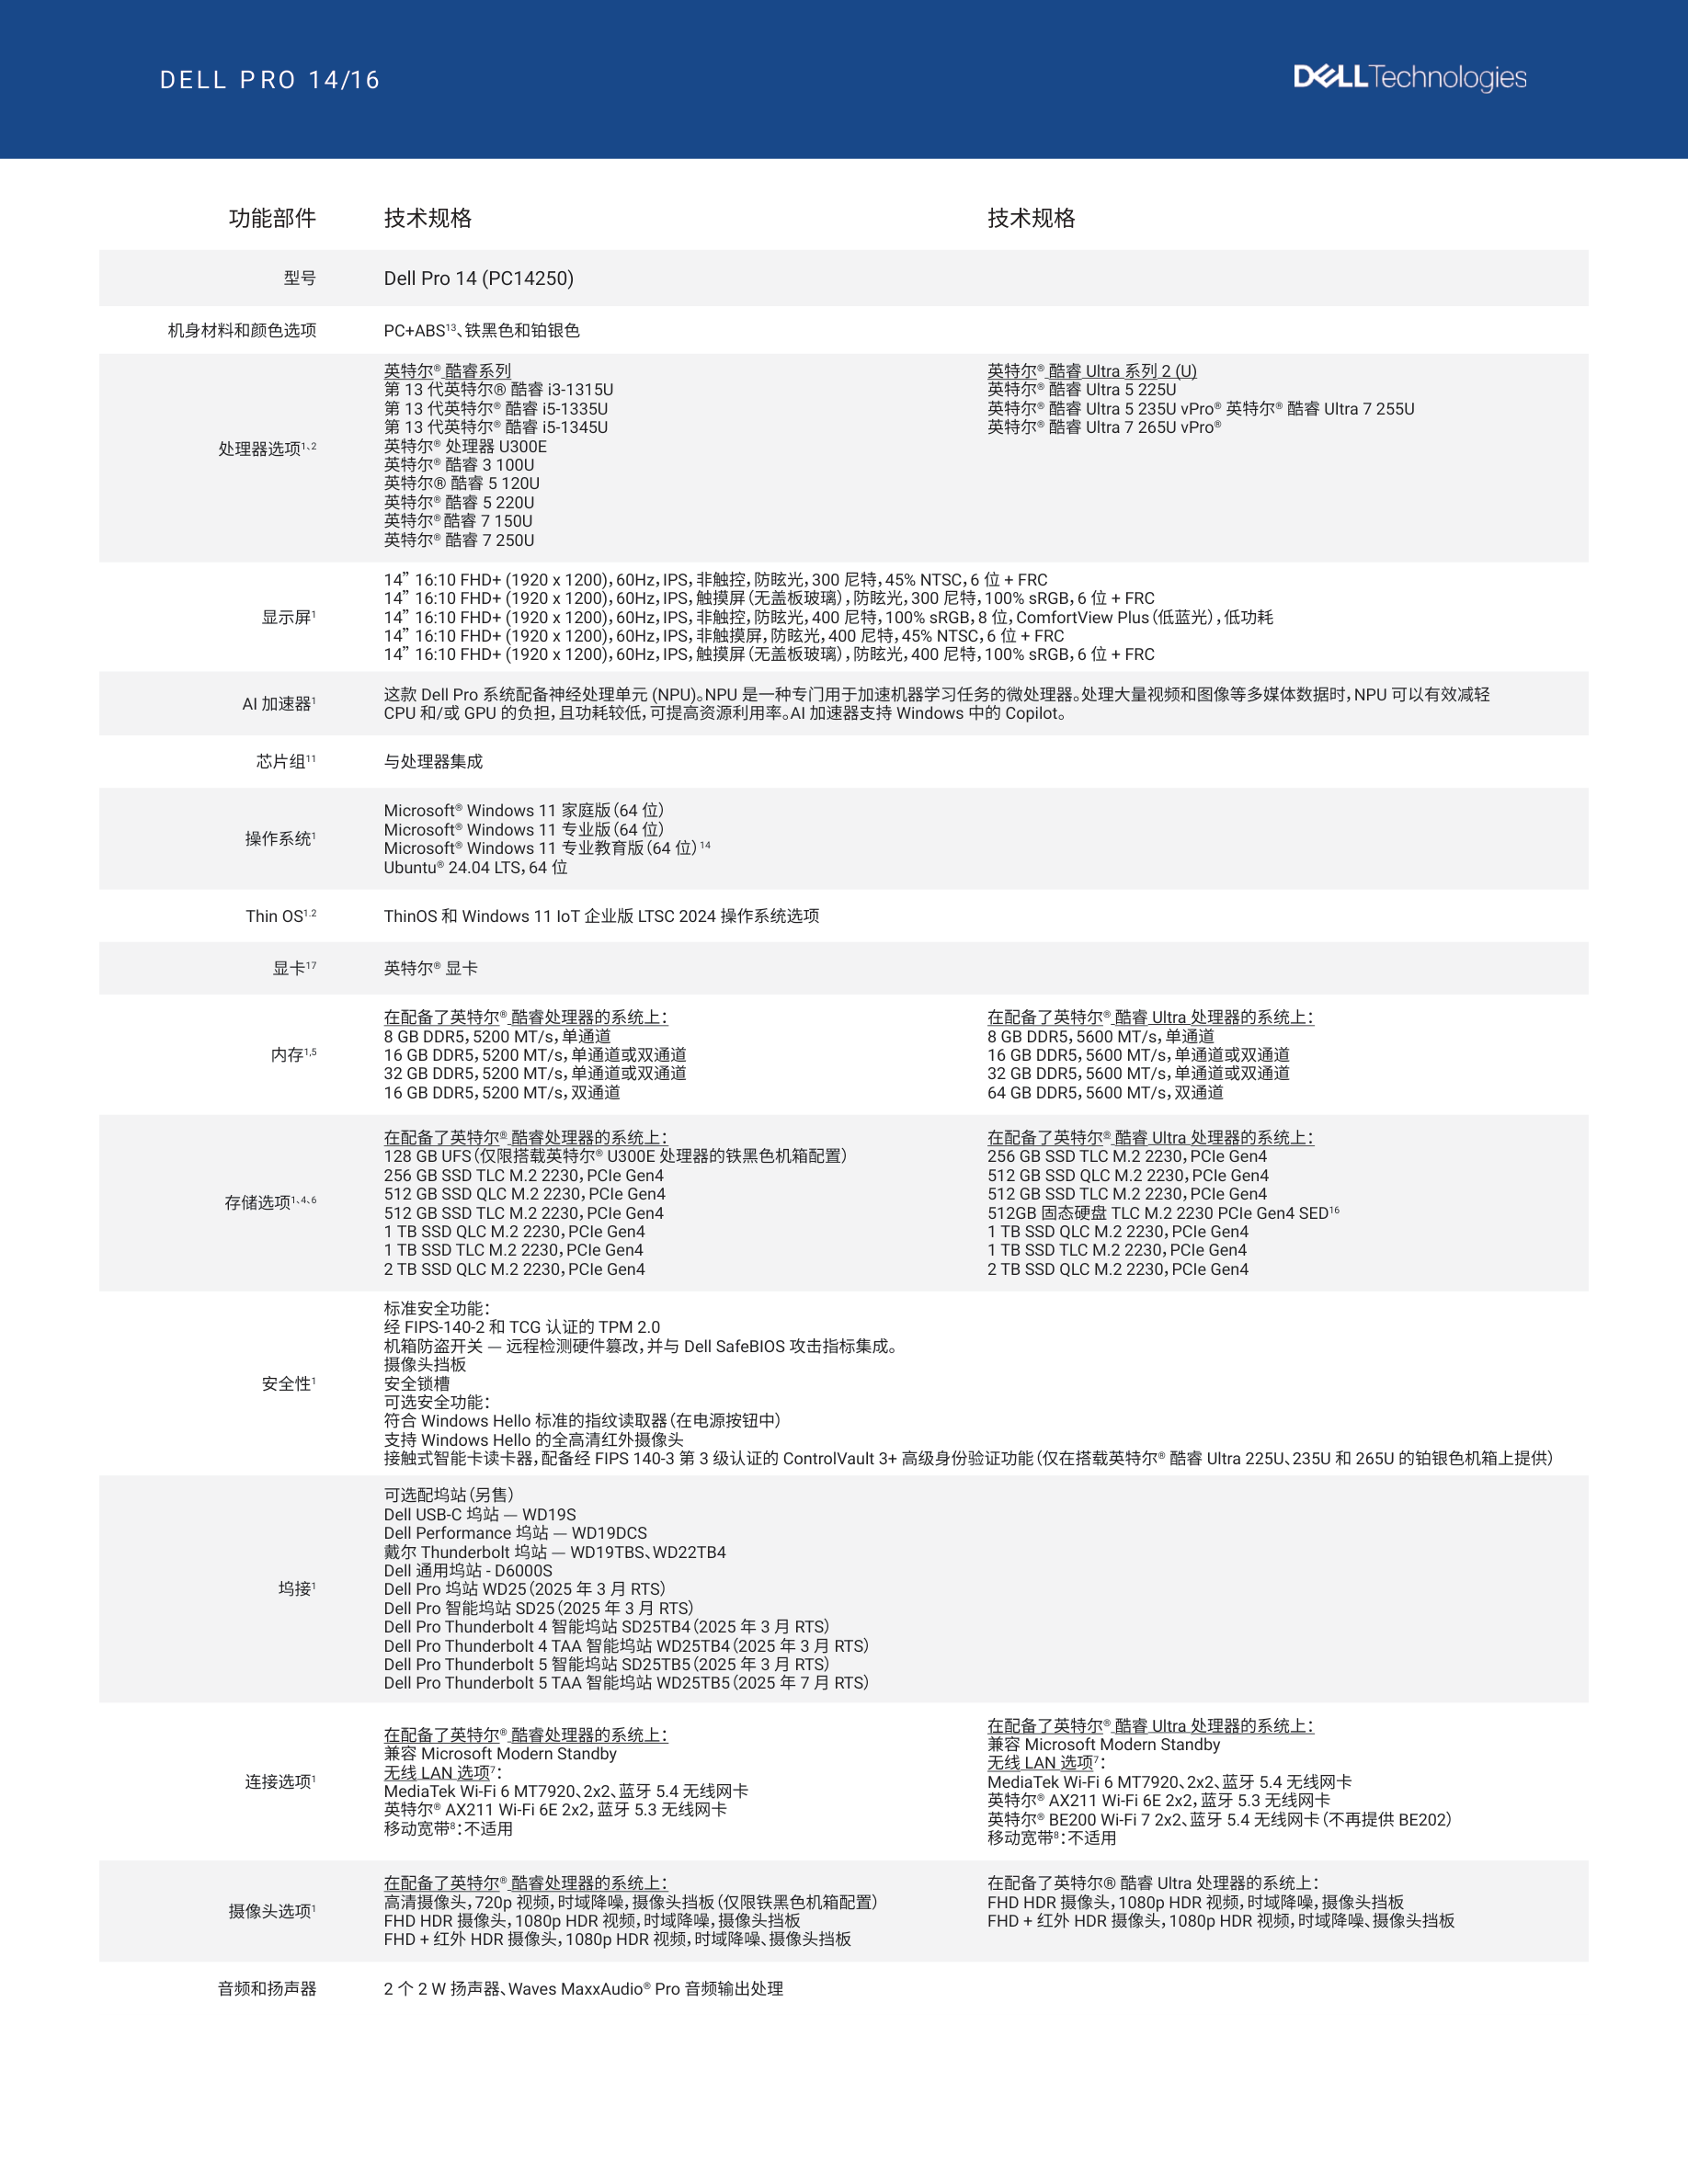 DELL PRO 14/16
DELLTechnologies
功能部件
技术规格
技术规格
型号
Dell Pro 14 (PC14250)
机身材料和颜色选项
PC+ABS¹³、铁黑色和铂银色
处理器选项¹、²
英特尔® 酷睿系列
第 13 代英特尔® 酷睿 i3-1315U
第 13 代英特尔® 酷睿 i5-1335U
第 13 代英特尔® 酷睿 i5-1345U
英特尔® 处理器 U300E
英特尔® 酷睿 3 100U
英特尔® 酷睿 5 120U
英特尔® 酷睿 5 220U
英特尔® 酷睿 7 150U
英特尔® 酷睿 7 250U
英特尔® 酷睿 Ultra 系列 2 (U)
英特尔® 酷睿 Ultra 5 225U
英特尔® 酷睿 Ultra 5 235U vPro® 英特尔® 酷睿 Ultra 7 255U
英特尔® 酷睿 Ultra 7 265U vPro®
显示屏¹
14” 16:10 FHD+ (1920 x 1200)，60Hz，IPS，非触控，防眩光，300 尼特，45% NTSC，6 位 + FRC
14” 16:10 FHD+ (1920 x 1200)，60Hz，IPS，触摸屏（无盖板玻璃），防眩光，300 尼特，100% sRGB，6 位 + FRC
14” 16:10 FHD+ (1920 x 1200)，60Hz，IPS，非触控，防眩光，400 尼特，100% sRGB，8 位，ComfortView Plus（低蓝光），低功耗
14” 16:10 FHD+ (1920 x 1200)，60Hz，IPS，非触摸屏，防眩光，400 尼特，45% NTSC，6 位 + FRC
14” 16:10 FHD+ (1920 x 1200)，60Hz，IPS，触摸屏（无盖板玻璃），防眩光，400 尼特，100% sRGB，6 位 + FRC
AI 加速器¹
这款 Dell Pro 系统配备神经处理单元 (NPU)。NPU 是一种专门用于加速机器学习任务的微处理器。处理大量视频和图像等多媒体数据时，NPU 可以有效减轻
CPU 和/或 GPU 的负担，且功耗较低，可提高资源利用率。AI 加速器支持 Windows 中的 Copilot。
芯片组¹¹
与处理器集成
操作系统¹
Microsoft® Windows 11 家庭版（64 位）
Microsoft® Windows 11 专业版（64 位）
Microsoft® Windows 11 专业教育版（64 位）¹⁴
Ubuntu® 24.04 LTS，64 位
Thin OS¹·²
ThinOS 和 Windows 11 IoT 企业版 LTSC 2024 操作系统选项
显卡¹⁷
英特尔® 显卡
内存¹,⁵
在配备了英特尔® 酷睿处理器的系统上：
8 GB DDR5，5200 MT/s，单通道
16 GB DDR5，5200 MT/s，单通道或双通道
32 GB DDR5，5200 MT/s，单通道或双通道
16 GB DDR5，5200 MT/s，双通道
在配备了英特尔® 酷睿 Ultra 处理器的系统上：
8 GB DDR5，5600 MT/s，单通道
16 GB DDR5，5600 MT/s，单通道或双通道
32 GB DDR5，5600 MT/s，单通道或双通道
64 GB DDR5，5600 MT/s，双通道
存储选项¹、⁴、⁶
在配备了英特尔® 酷睿处理器的系统上：
128 GB UFS（仅限搭载英特尔® U300E 处理器的铁黑色机箱配置）
256 GB SSD TLC M.2 2230，PCIe Gen4
512 GB SSD QLC M.2 2230，PCIe Gen4
512 GB SSD TLC M.2 2230，PCIe Gen4
1 TB SSD QLC M.2 2230，PCIe Gen4
1 TB SSD TLC M.2 2230，PCIe Gen4
2 TB SSD QLC M.2 2230，PCIe Gen4
在配备了英特尔® 酷睿 Ultra 处理器的系统上：
256 GB SSD TLC M.2 2230，PCIe Gen4
512 GB SSD QLC M.2 2230，PCIe Gen4
512 GB SSD TLC M.2 2230，PCIe Gen4
512GB 固态硬盘 TLC M.2 2230 PCIe Gen4 SED¹⁶
1 TB SSD QLC M.2 2230，PCIe Gen4
1 TB SSD TLC M.2 2230，PCIe Gen4
2 TB SSD QLC M.2 2230，PCIe Gen4
安全性¹
标准安全功能：
经 FIPS-140-2 和 TCG 认证的 TPM 2.0
机箱防盗开关 — 远程检测硬件篡改，并与 Dell SafeBIOS 攻击指标集成。
摄像头挡板
安全锁槽
可选安全功能：
符合 Windows Hello 标准的指纹读取器（在电源按钮中）
支持 Windows Hello 的全高清红外摄像头
接触式智能卡读卡器，配备经 FIPS 140-3 第 3 级认证的 ControlVault 3+ 高级身份验证功能（仅在搭载英特尔® 酷睿 Ultra 225U、235U 和 265U 的铂银色机箱上提供）
坞接¹
可选配坞站（另售）
Dell USB-C 坞站 — WD19S
Dell Performance 坞站 — WD19DCS
戴尔 Thunderbolt 坞站 — WD19TBS、WD22TB4
Dell 通用坞站 - D6000S
Dell Pro 坞站 WD25（2025 年 3 月 RTS）
Dell Pro 智能坞站 SD25（2025 年 3 月 RTS）
Dell Pro Thunderbolt 4 智能坞站 SD25TB4（2025 年 3 月 RTS）
Dell Pro Thunderbolt 4 TAA 智能坞站 WD25TB4（2025 年 3 月 RTS）
Dell Pro Thunderbolt 5 智能坞站 SD25TB5（2025 年 3 月 RTS）
Dell Pro Thunderbolt 5 TAA 智能坞站 WD25TB5（2025 年 7 月 RTS）
连接选项¹
在配备了英特尔® 酷睿处理器的系统上：
兼容 Microsoft Modern Standby
无线 LAN 选项⁷：
MediaTek Wi-Fi 6 MT7920、2x2、蓝牙 5.4 无线网卡
英特尔® AX211 Wi-Fi 6E 2x2，蓝牙 5.3 无线网卡
移动宽带⁸：不适用
在配备了英特尔® 酷睿 Ultra 处理器的系统上：
兼容 Microsoft Modern Standby
无线 LAN 选项⁷：
MediaTek Wi-Fi 6 MT7920、2x2、蓝牙 5.4 无线网卡
英特尔® AX211 Wi-Fi 6E 2x2，蓝牙 5.3 无线网卡
英特尔® BE200 Wi-Fi 7 2x2、蓝牙 5.4 无线网卡（不再提供 BE202）
移动宽带⁸：不适用
摄像头选项¹
在配备了英特尔® 酷睿处理器的系统上：
高清摄像头，720p 视频，时域降噪，摄像头挡板（仅限铁黑色机箱配置）
FHD HDR 摄像头，1080p HDR 视频，时域降噪，摄像头挡板
FHD + 红外 HDR 摄像头，1080p HDR 视频，时域降噪、摄像头挡板
在配备了英特尔® 酷睿 Ultra 处理器的系统上：
FHD HDR 摄像头，1080p HDR 视频，时域降噪，摄像头挡板
FHD + 红外 HDR 摄像头，1080p HDR 视频，时域降噪、摄像头挡板
音频和扬声器
2 个 2 W 扬声器、Waves MaxxAudio® Pro 音频输出处理